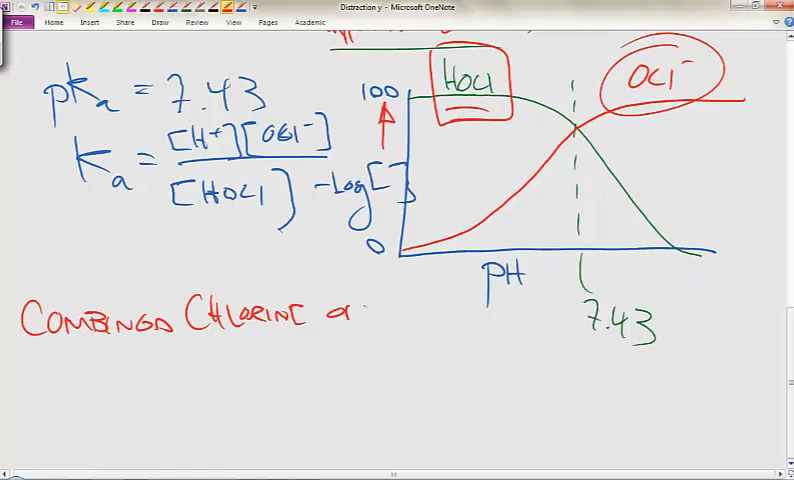 Distraction y - Microsoft OneNote
File Home Insert Share Draw Review View Pages Academic
pKa = 7.43
Ka = [H+][OCl-]
[HOCl]
-Log[ ]
100
0
HOCl
OCl-
pH
7.43
COMBINED CHLORINE or